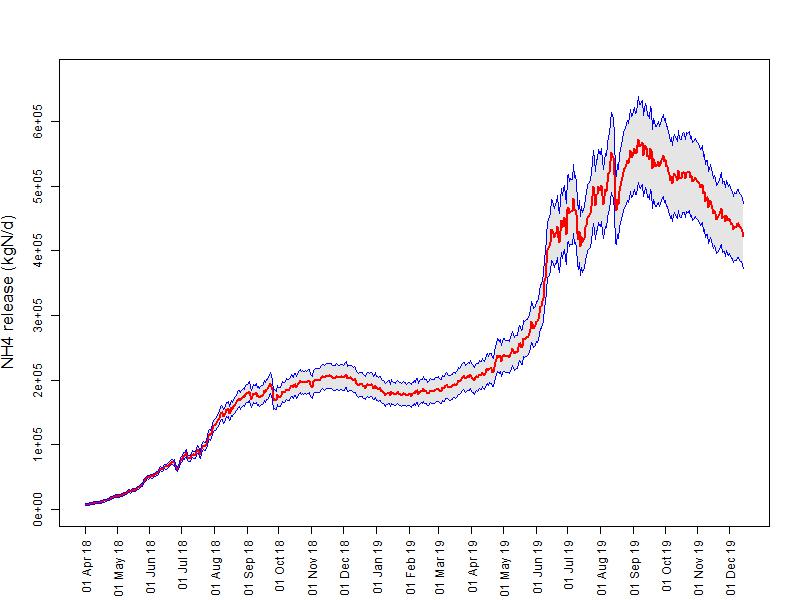 NH4 release (kgN/d)
6e+05
5e+05
4e+05
3e+05
2e+05
1e+05
0e+00
01 Apr 18
01 May 18
01 Jun 18
01 Jul 18
01 Aug 18
01 Sep 18
01 Oct 18
01 Nov 18
01 Dec 18
01 Jan 19
01 Feb 19
01 Mar 19
01 Apr 19
01 May 19
01 Jun 19
01 Jul 19
01 Aug 19
01 Sep 19
01 Oct 19
01 Nov 19
01 Dec 19